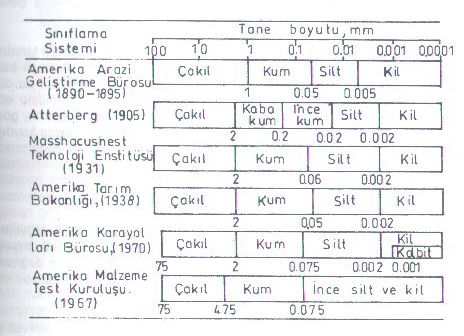 Sınıflama Tane boyutu, mm
Sistemi 100 10 1 0.1 0.01 0.001 0.0001
Amerika Arazi Çakıl Kum Silt Kil
Geliştirme Bürosu
(1890-1895) 1 0.05 0.005
Atterberg (1905) Çakıl Kaba kum İnce kum Silt Kil
2 0.2 0.02 0.002
Masshacushest
Teknoloji Enstitüsü Çakıl Kum Silt Kil
(1931) 2 0.06 0.002
Amerika Tarım
Bakanlığı,(1938) Çakıl Kum Silt Kil
2 0.05 0.002
Amerika Karayol Çakıl Kum Silt Kil
ları Bürosu,(1970) Kolbit
75 2 0.075 0.002 0.001
Amerika Malzeme
Test Kuruluşu. Çakıl Kum İnce silt ve kil
(1967) 75 4.75 0.075